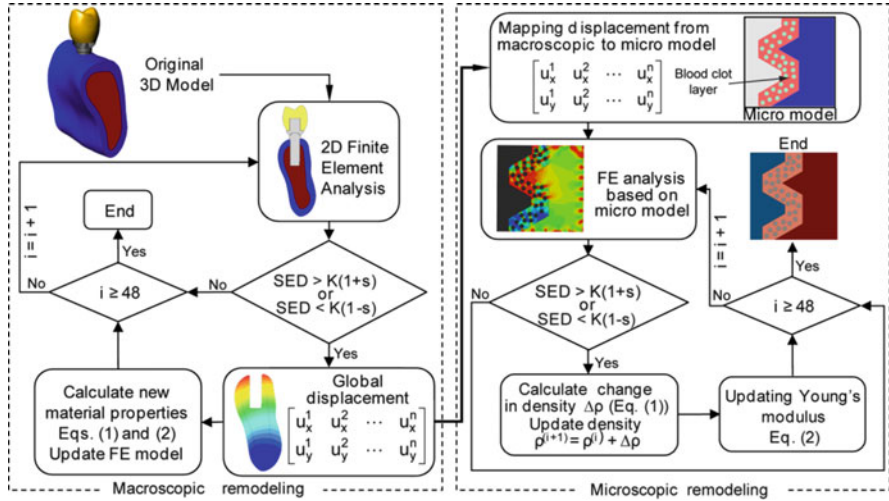 Original
3D Model
2D Finite
Element
Analysis
End
Yes
i = i + 1
No
i ≥ 48
No
SED > K(1+s)
or
SED < K(1-s)
Yes
Calculate new
material properties
Eqs. (1) and (2)
Update FE model
Global
displacement
u_x^1 u_x^2 ⋯ u_x^n
u_y^1 u_y^2 ⋯ u_y^n
Macroscopic remodeling
Mapping displacement from
macroscopic to micro model
u_x^1 u_x^2 ⋯ u_x^n
u_y^1 u_y^2 ⋯ u_y^n
Blood clot
layer
Micro model
FE analysis
based on
micro model
End
i = i + 1
Yes
No
SED > K(1+s)
or
SED < K(1-s)
No
i ≥ 48
Yes
Calculate change
in density Δρ (Eq. (1))
Update density
ρ^(i+1) = ρ^(i) + Δρ
Updating Young's
modulus
Eq. (2)
Microscopic remodeling